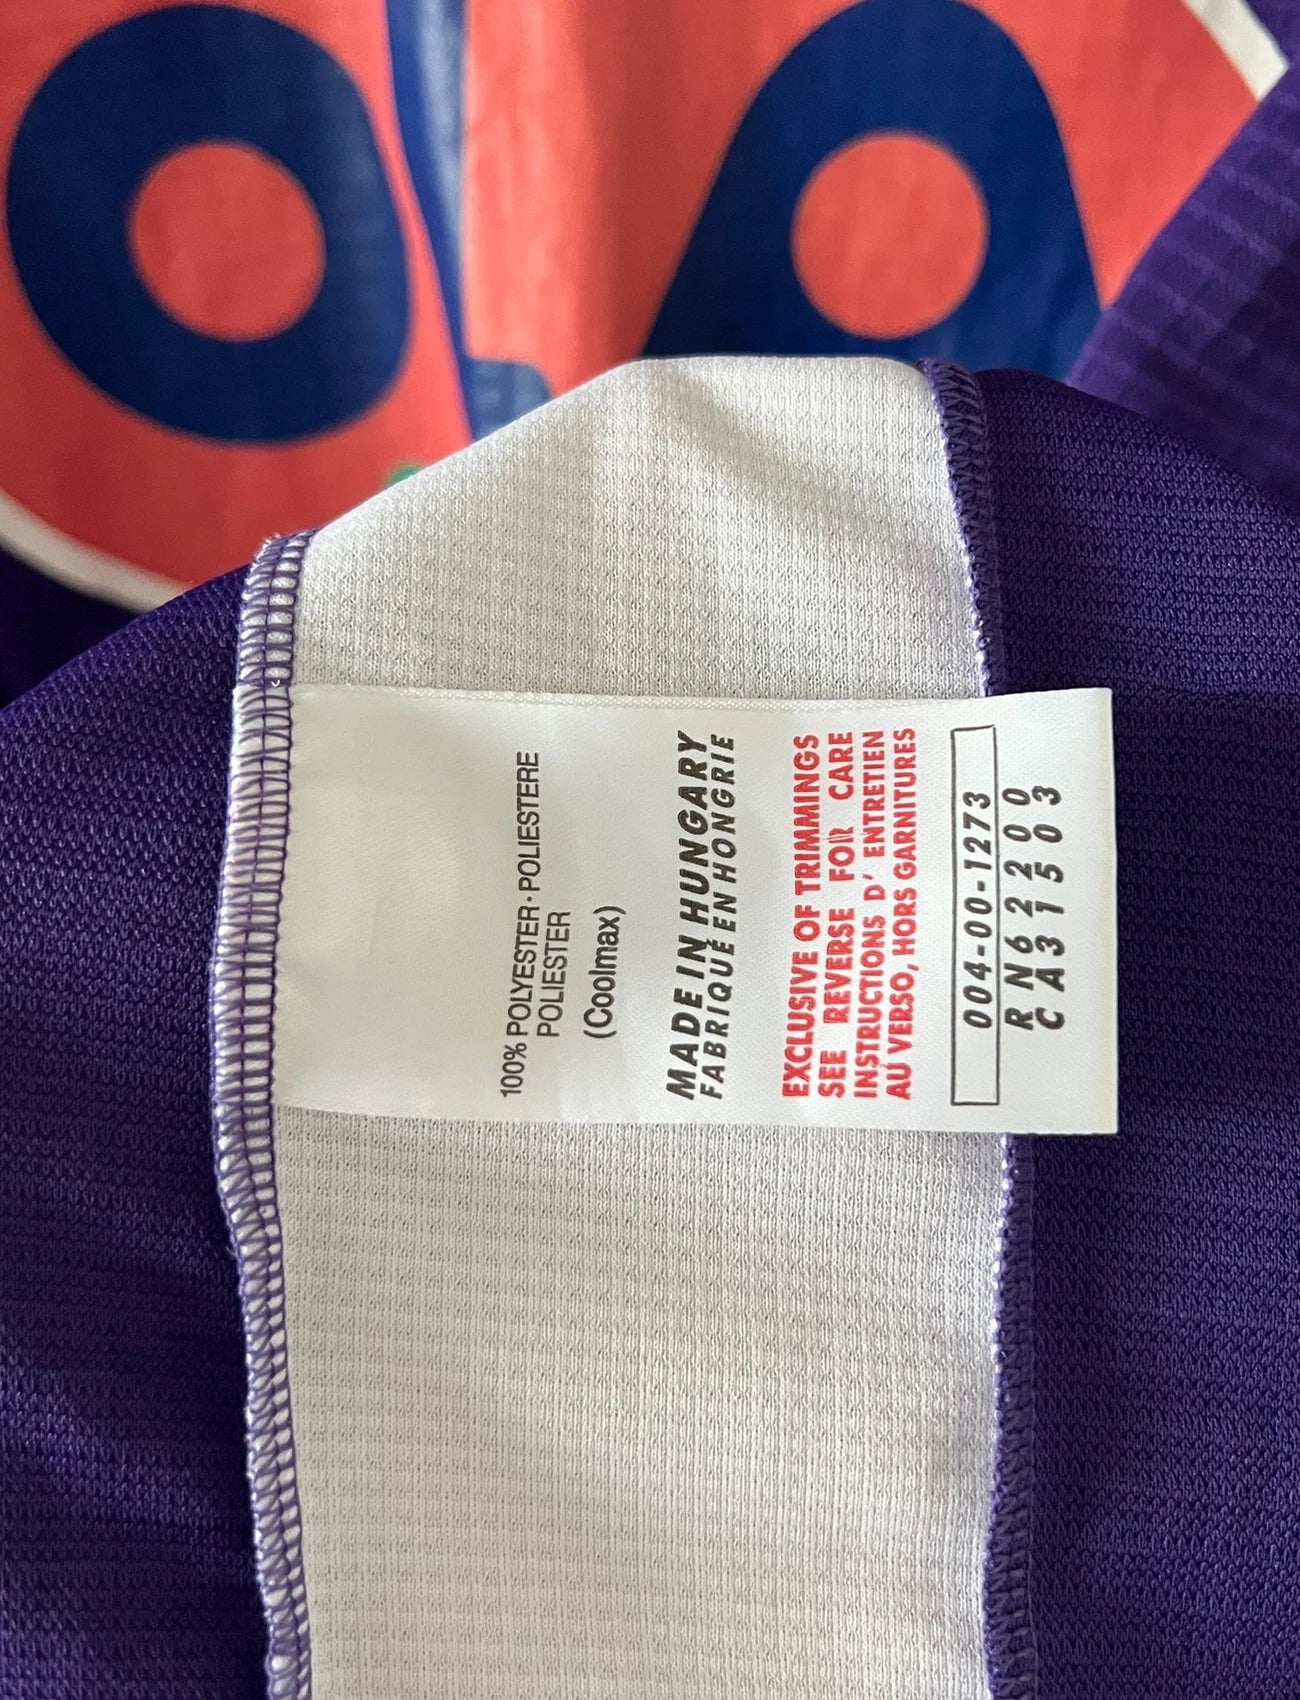 100% POLYESTER · POLIESTERE
POLIESTER
(Coolmax)
MADE IN HUNGARY
FABRIQUÉ EN HONGRIE
EXCLUSIVE OF TRIMMINGS
SEE REVERSE FOR CARE
INSTRUCTIONS D' ENTRETIEN
AU VERSO, HORS GARNITURES
004-00-1273
RN62200
CA31503